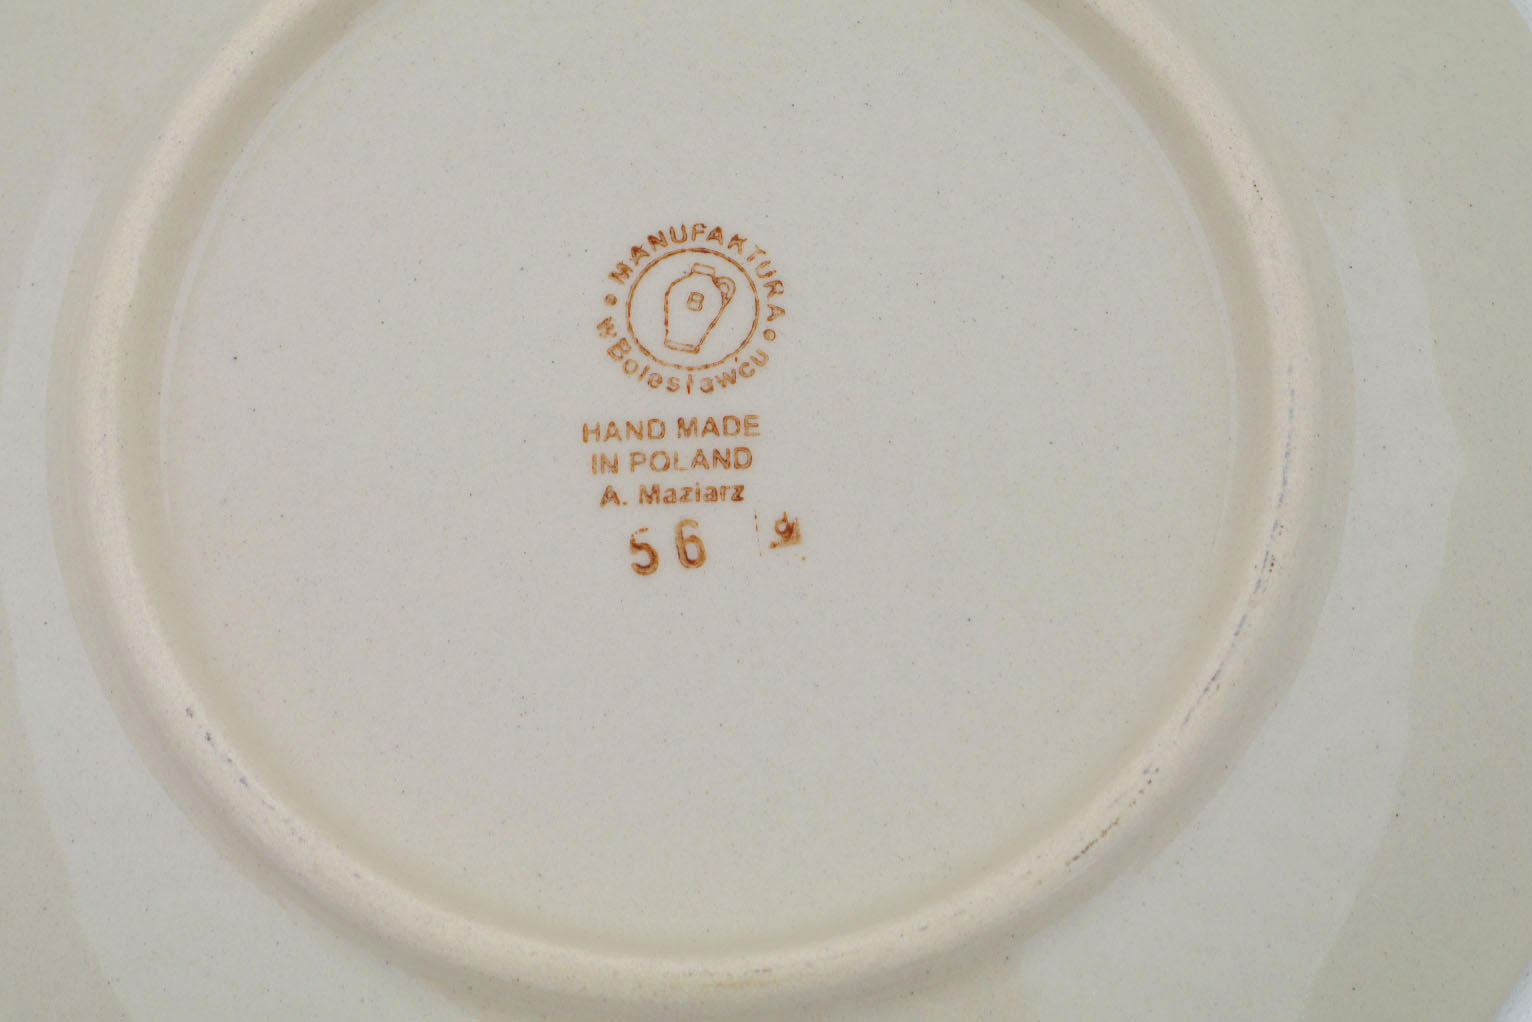 MANUFAKTURA
w Bolesławcu
B
HAND MADE
IN POLAND
A. Maziarz
56